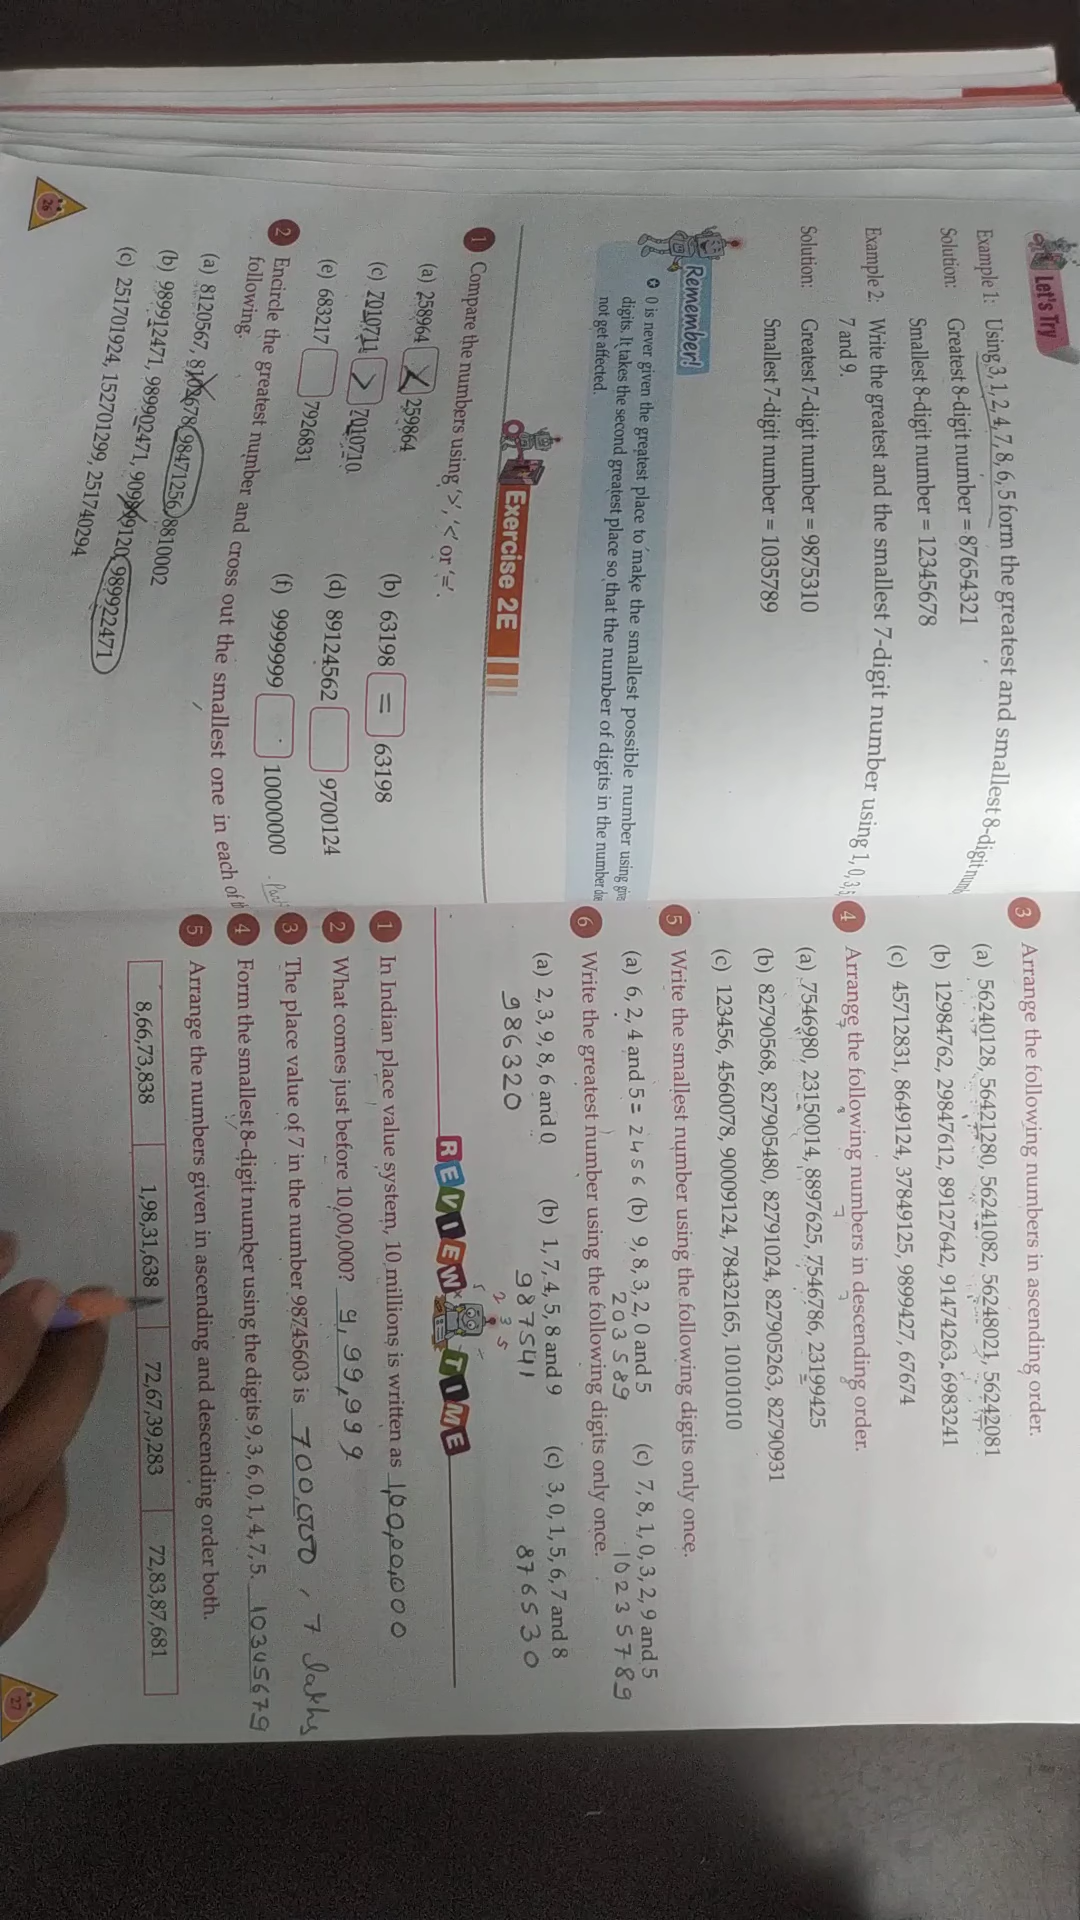 Let's Try
Example 1: Using 3, 1, 2, 4, 7, 8, 6, 5 form the greatest and smallest 8-digit
Solution: Greatest 8-digit number = 87654321
Smallest 8-digit number = 12345678
Example 2: Write the greatest and the smallest 7-digit number using 1, 0, 3,
7 and 9.
Solution: Greatest 7-digit number = 9875310
Smallest 7-digit number = 1035789
Remember!
0 is never given the greatest place to make the smallest possible number using
digits. It takes the second greatest place so that the number of digits in the number
not get affected.
Exercise 2E
1 Compare the numbers using '>', '<' or '='.
(a) 258964 259864 (b) 63198 = 63198
(c) 7010711 > 7010710 (d) 89124562 9700124
(e) 683217 7926831 (f) 9999999 10000000
2 Encircle the greatest number and cross out the smallest one in each of
following.
(a) 8120567, 8102678, 98471256, 8810002
(b) 989912471, 989902471, 909899120, 989922471
(c) 251701924, 152701299, 251740294
26
3 Arrange the following numbers in ascending order.
(a) 56240128, 56421280, 56241082, 56248021, 56242081
(b) 12984762, 29847612, 89127642, 91474263, 6983241
(c) 45712831, 8649124, 37849125, 9899427, 67674
4 Arrange the following numbers in descending order.
(a) 7546980, 23150014, 8897625, 7546786, 23199425
(b) 82790568, 827905480, 82791024, 827905263, 82790931
(c) 123456, 4560078, 90009124, 78432165, 10101010
5 Write the smallest number using the following digits only once.
(a) 6, 2, 4 and 5 = 2456 (b) 9, 8, 3, 2, 0 and 5 (c) 7, 8, 1, 0, 3, 2, 9 and 5
203589 10235789
6 Write the greatest number using the following digits only once.
(a) 2, 3, 9, 8, 6 and 0 (b) 1, 7, 4, 5, 8 and 9 (c) 3, 0, 1, 5, 6, 7 and 8
986320 987541 876530
REVIEW TIME
1 In Indian place value system, 10 millions is written as 1,00,00,000
2 What comes just before 10,00,000? 9,99,999
3 The place value of 7 in the number 98745603 is 700,000, 7 lakhs
4 Form the smallest 8-digit number using the digits 9, 3, 6, 0, 1, 4, 7, 5. 10345679
5 Arrange the numbers given in ascending and descending order both.
8,66,73,838 1,98,31,638 72,67,39,283 72,83,87,681
27